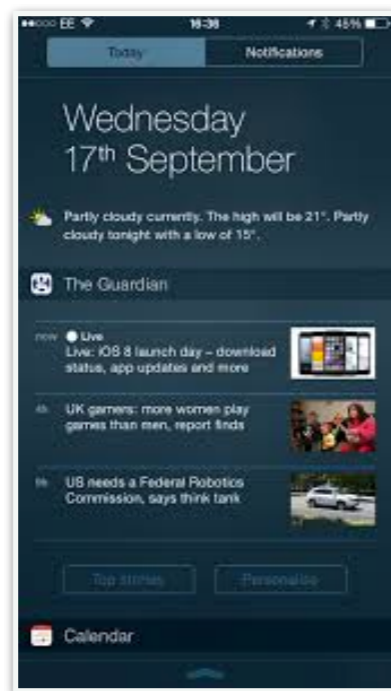 EE 16:36 45%
Today Notifications
Wednesday
17th September
Partly cloudy currently. The high will be 21°. Partly
cloudy tonight with a low of 15°.
The Guardian
now Live
Live: iOS 8 launch day – download
status, app updates and more
4h UK gamers: more women play
games than men, report finds
US needs a Federal Robotics
Commission, says think tank
Top stories Personalise
Calendar